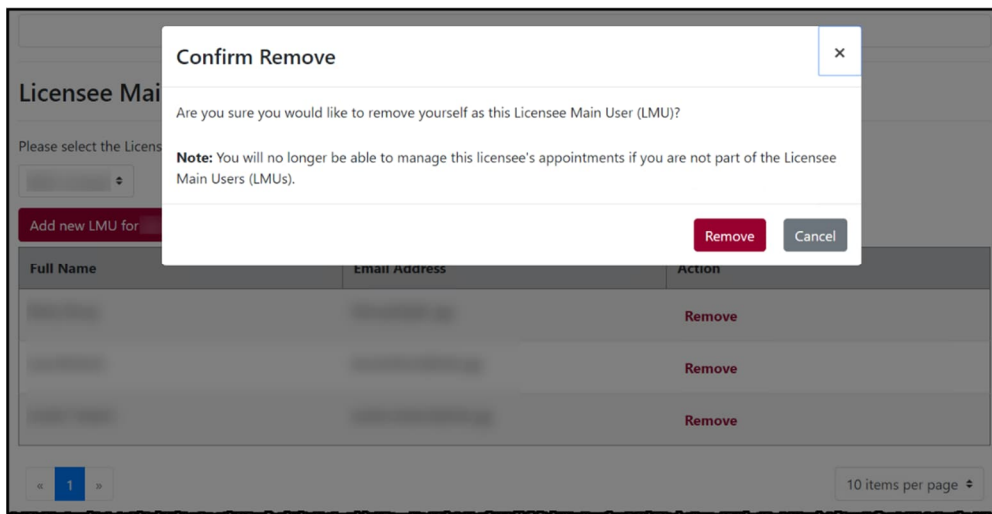 Confirm Remove
×
Are you sure you would like to remove yourself as this Licensee Main User (LMU)?
Note: You will no longer be able to manage this licensee's appointments if you are not part of the Licensee
Main Users (LMUs).
Remove Cancel
Licensee Mai
Please select the Licens
Add new LMU for
Full Name Email Address Action
Remove
Remove
Remove
« 1 » 10 items per page